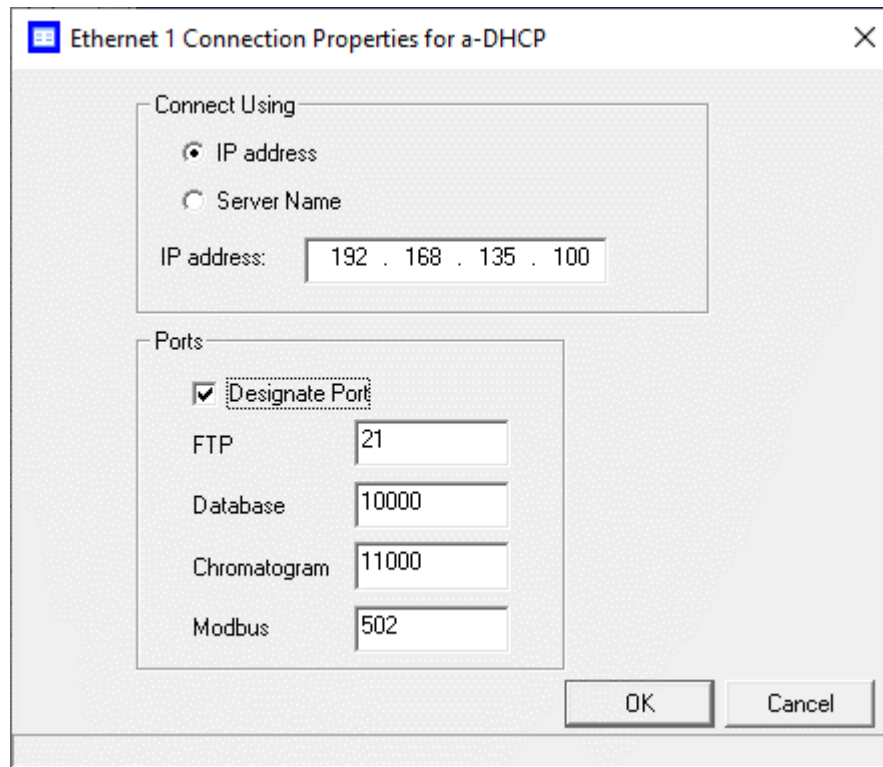 Ethernet 1 Connection Properties for a-DHCP
Connect Using
IP address
Server Name
IP address: 192 . 168 . 135 . 100
Ports
Designate Port
FTP 21
Database 10000
Chromatogram 11000
Modbus 502
OK Cancel